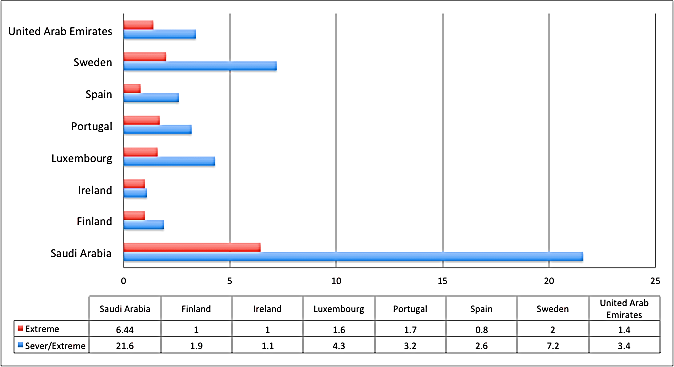 United Arab Emirates
Sweden
Spain
Portugal
Luxembourg
Ireland
Finland
Saudi Arabia
0 5 10 15 20 25
Saudi Arabia Finland Ireland Luxembourg Portugal Spain Sweden United Arab
Emirates
Extreme 6.44 1 1 1.6 1.7 0.8 2 1.4
Sever/Extreme 21.6 1.9 1.1 4.3 3.2 2.6 7.2 3.4